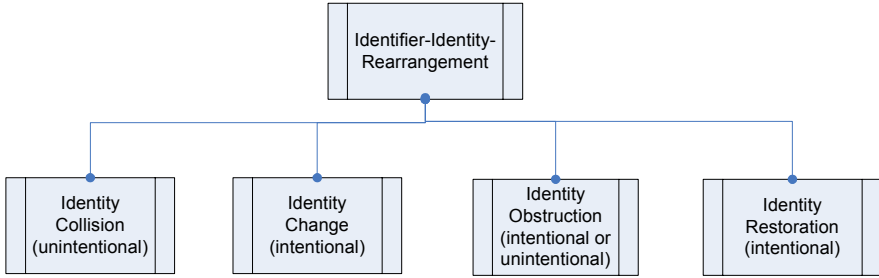 Identifier-Identity-
Rearrangement
Identity
Collision
(unintentional)
Identity
Change
(intentional)
Identity
Obstruction
(intentional or
unintentional)
Identity
Restoration
(intentional)